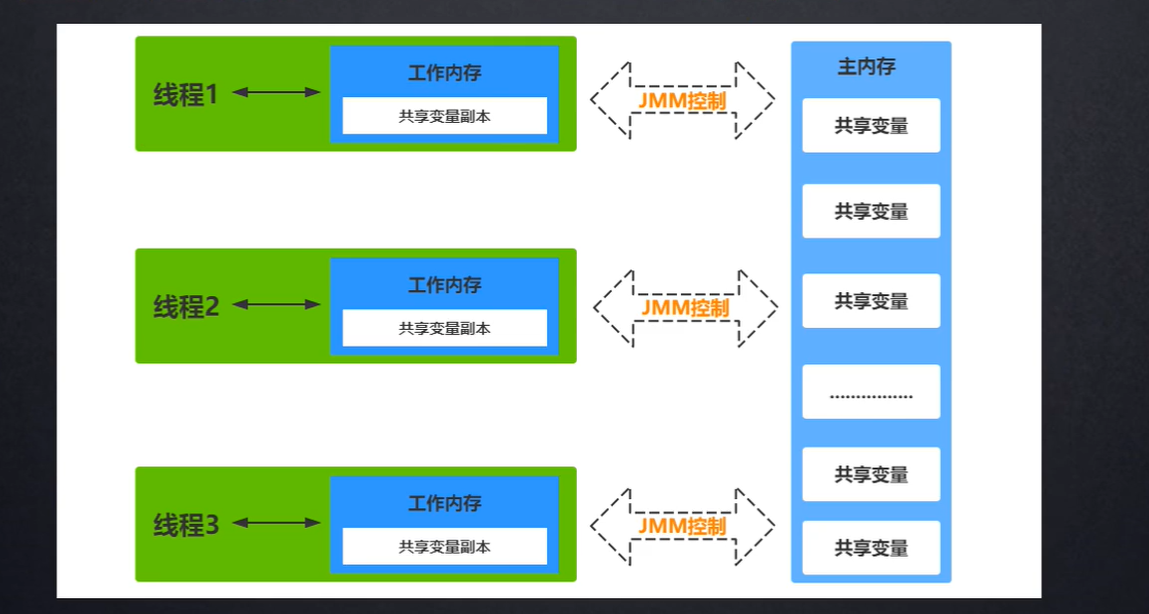 线程1
工作内存
共享变量副本
JMM控制
主内存
共享变量
共享变量
线程2
工作内存
共享变量副本
JMM控制
共享变量
................
线程3
工作内存
共享变量副本
JMM控制
共享变量
共享变量